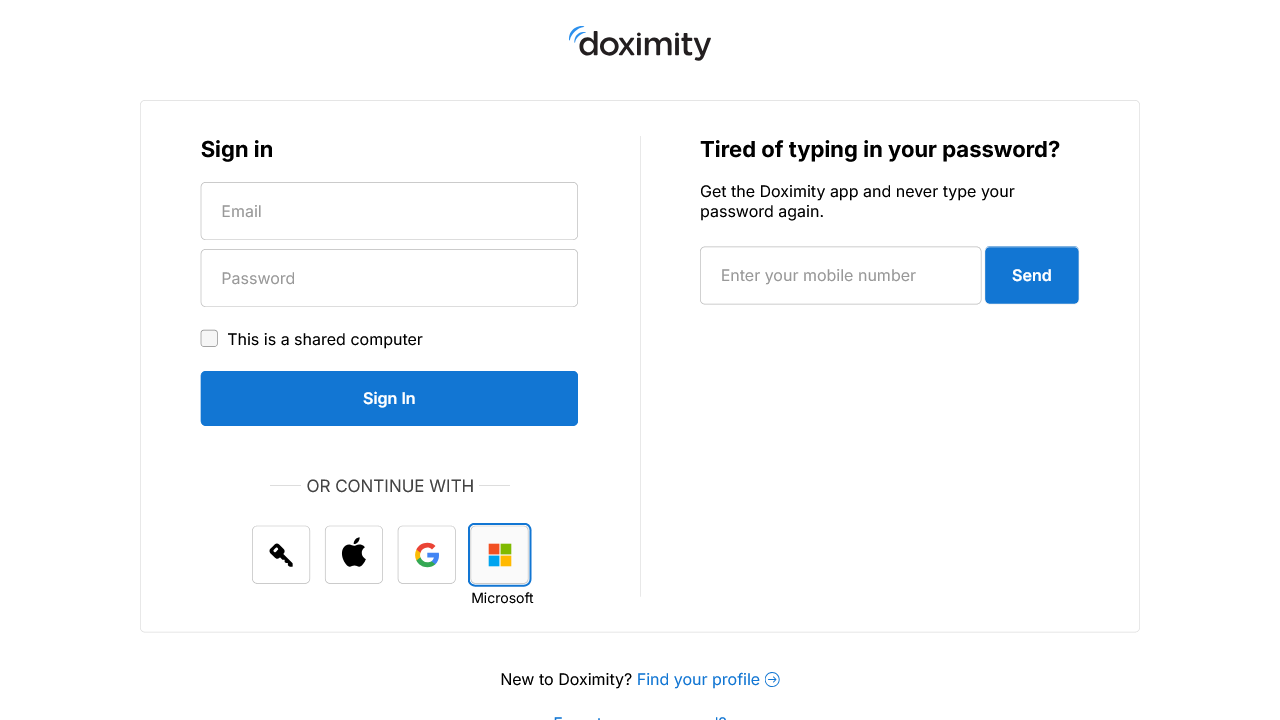 doximity
Sign in
Email
Password
This is a shared computer
Sign In
OR CONTINUE WITH
Microsoft
Tired of typing in your password?
Get the Doximity app and never type your
password again.
Enter your mobile number
Send
New to Doximity? Find your profile